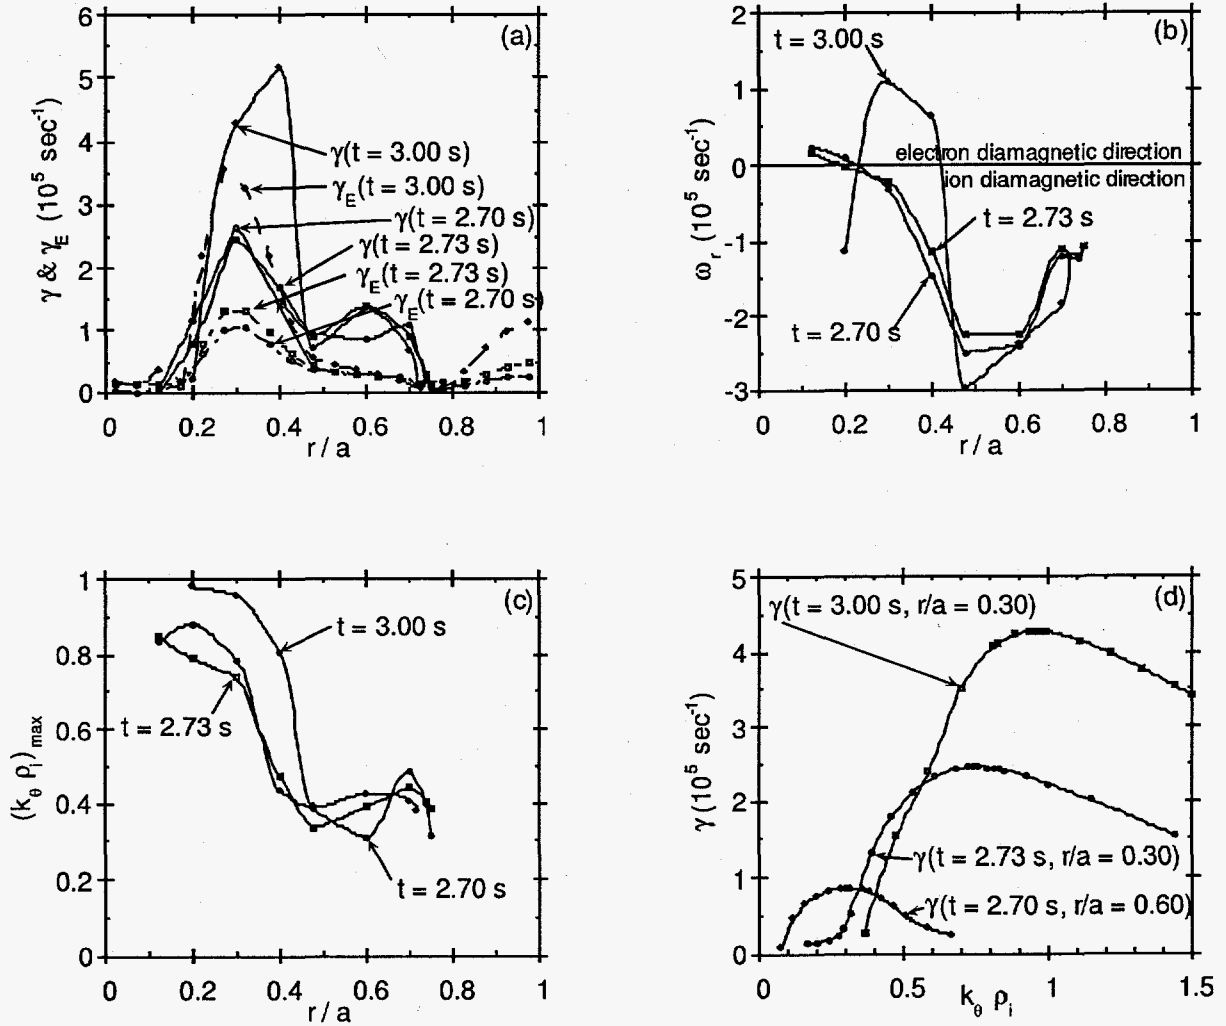 (a)
6
5
4
3
2
1
0
γ & γE (10⁵ sec⁻¹)
γ(t = 3.00 s)
γE(t = 3.00 s)
γ(t = 2.70 s)
γ(t = 2.73 s)
γE(t = 2.73 s)
γE(t = 2.70 s)
0 0.2 0.4 0.6 0.8 1
r / a
(b)
2
1
0
-1
-2
-3
ωr (10⁵ sec⁻¹)
t = 3.00 s
electron diamagnetic direction
ion diamagnetic direction
t = 2.73 s
t = 2.70 s
0 0.2 0.4 0.6 0.8 1
r / a
(c)
1
0.8
0.6
0.4
0.2
0
(kθ ρi)max
t = 3.00 s
t = 2.73 s
t = 2.70 s
0 0.2 0.4 0.6 0.8 1
r / a
(d)
5
4
3
2
1
0
γ (10⁵ sec⁻¹)
γ(t = 3.00 s, r/a = 0.30)
γ(t = 2.73 s, r/a = 0.30)
γ(t = 2.70 s, r/a = 0.60)
0 0.5 1 1.5
kθ ρi